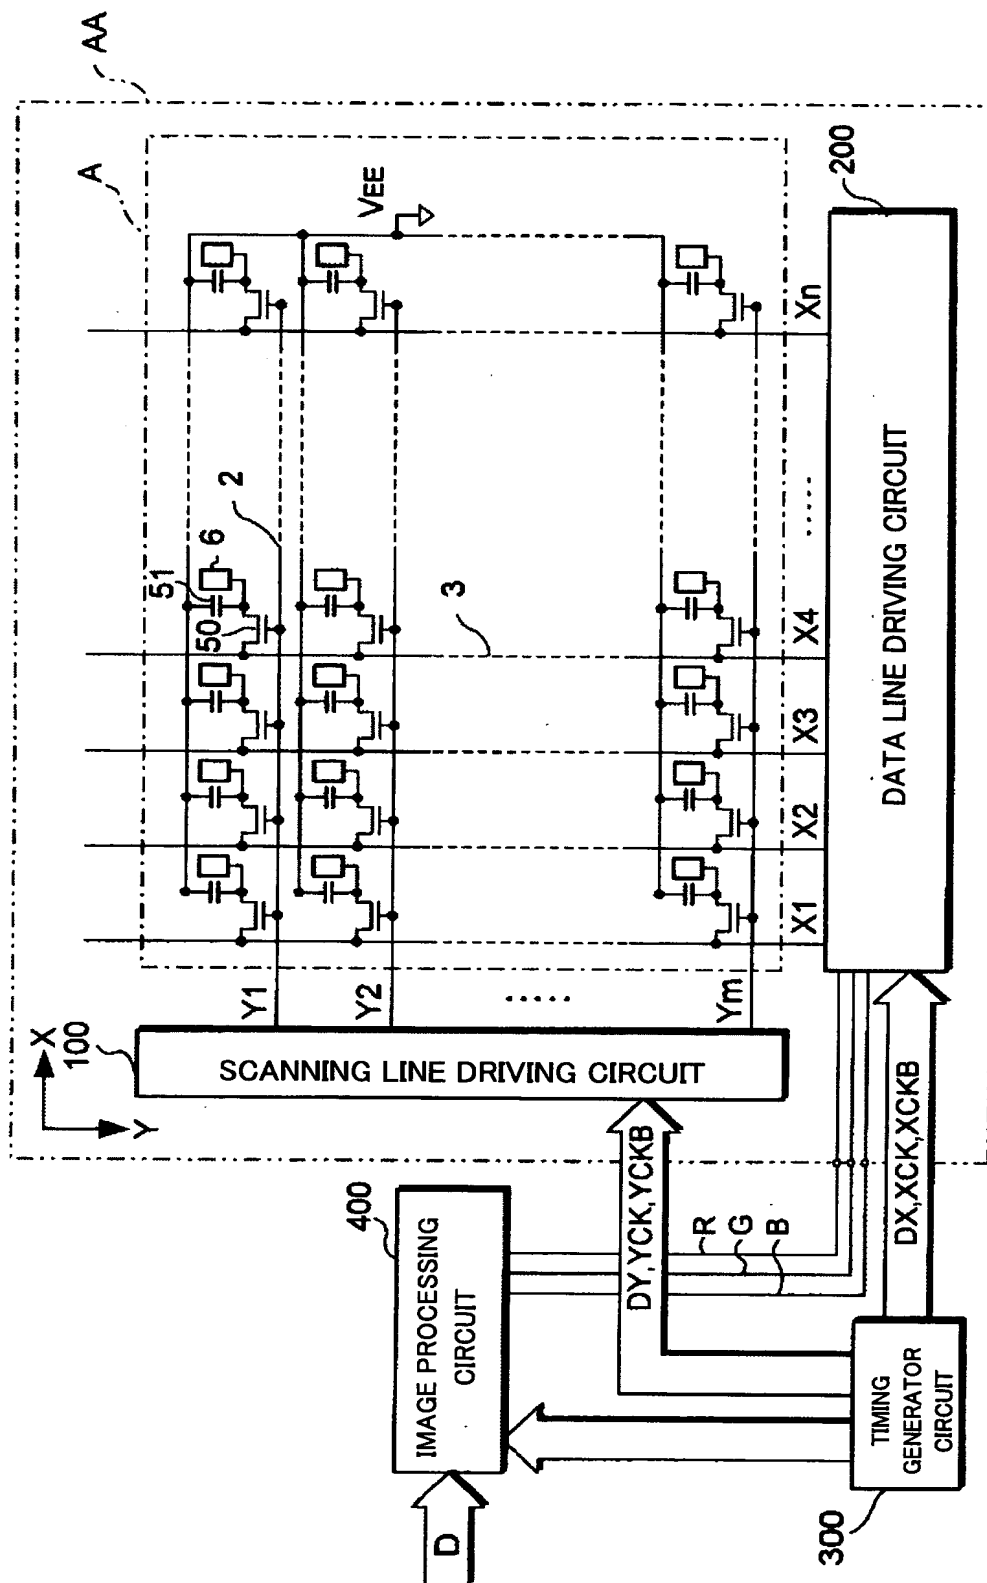 AA
A
X
Y
100
SCANNING LINE DRIVING CIRCUIT
Y1
Y2
.....
Ym
VEE
2
51
6
50
3
X1
X2
X3
X4
.....
Xn
200
DATA LINE DRIVING CIRCUIT
400
IMAGE PROCESSING
CIRCUIT
D
DY,YCK,YCKB
R
G
B
DX,XCK,XCKB
300
TIMING
GENERATOR
CIRCUIT